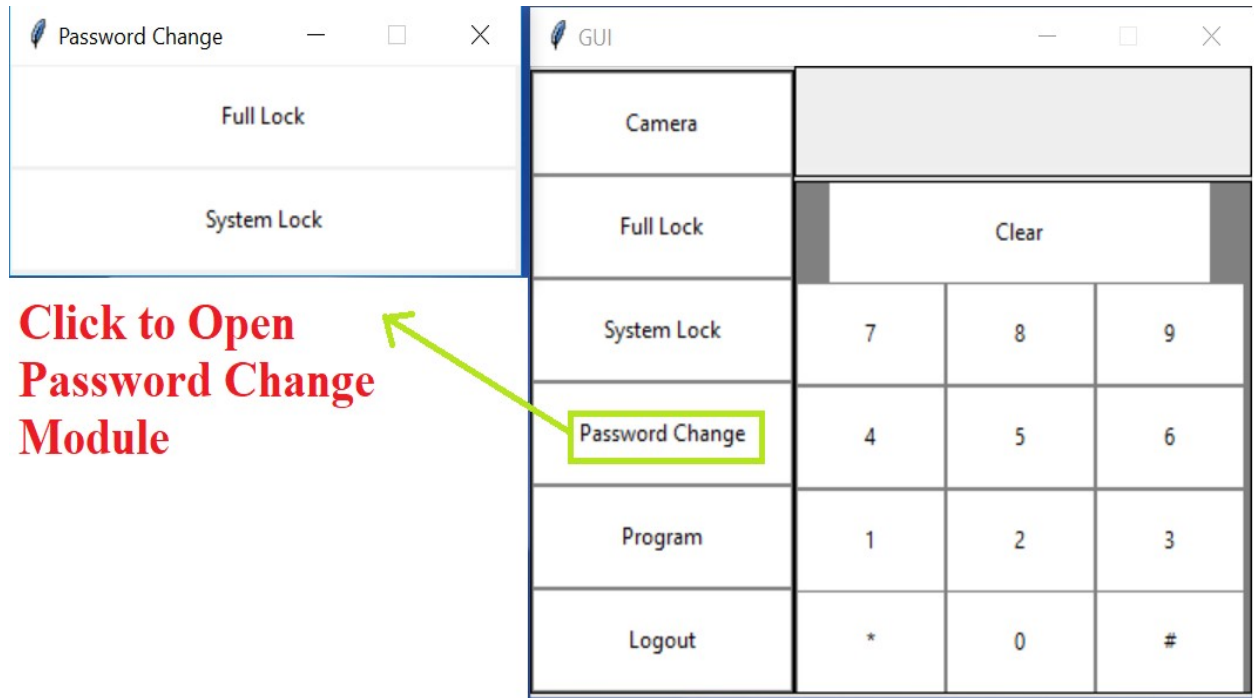 Password Change
Full Lock
System Lock
Click to Open
Password Change
Module
GUI
Camera
Full Lock
System Lock
Password Change
Program
Logout
Clear
7 8 9
4 5 6
1 2 3
* 0 #